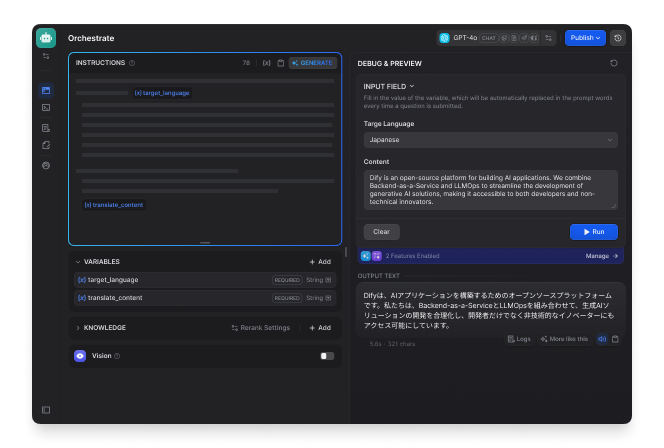 Orchestrate
GPT-4o CHAT
Publish
INSTRUCTIONS
78
{x}
GENERATE
{x} target_language
{x} translate_content
VARIABLES
+ Add
{x} target_language
REQUIRED String
{x} translate_content
REQUIRED String
KNOWLEDGE
Rerank Settings
+ Add
Vision
DEBUG & PREVIEW
INPUT FIELD
Fill in the value of the variable, which will be automatically replaced in the prompt words
every time a question is submitted.
Targe Language
Japanese
Content
Dify is an open-source platform for building AI applications. We combine
Backend-as-a-Service and LLMOps to streamline the development of
generative AI solutions, making it accessible to both developers and non-
technical innovators.
Clear
Run
2 Features Enabled
Manage →
OUTPUT TEXT
Difyは、AIアプリケーションを構築するためのオープンソースプラットフォーム
です。私たちは、Backend-as-a-ServiceとLLMOpsを組み合わせて、生成AIソ
リューションの開発を合理化し、開発者だけでなく非技術的なイノベーターにも
アクセス可能にしています。
5.6s · 321 chars
Logs
More like this